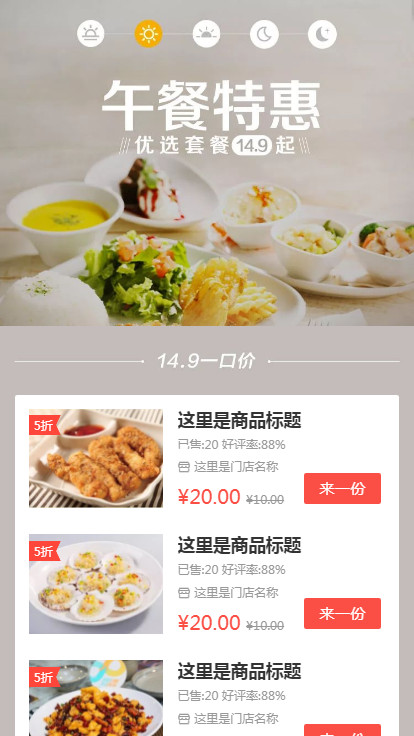 午餐特惠
优选套餐14.9起
14.9一口价
5折
这里是商品标题
已售:20 好评率:88%
这里是门店名称
¥20.00 ¥10.00
来一份
5折
这里是商品标题
已售:20 好评率:88%
这里是门店名称
¥20.00 ¥10.00
来一份
5折
这里是商品标题
已售:20 好评率:88%
这里是门店名称